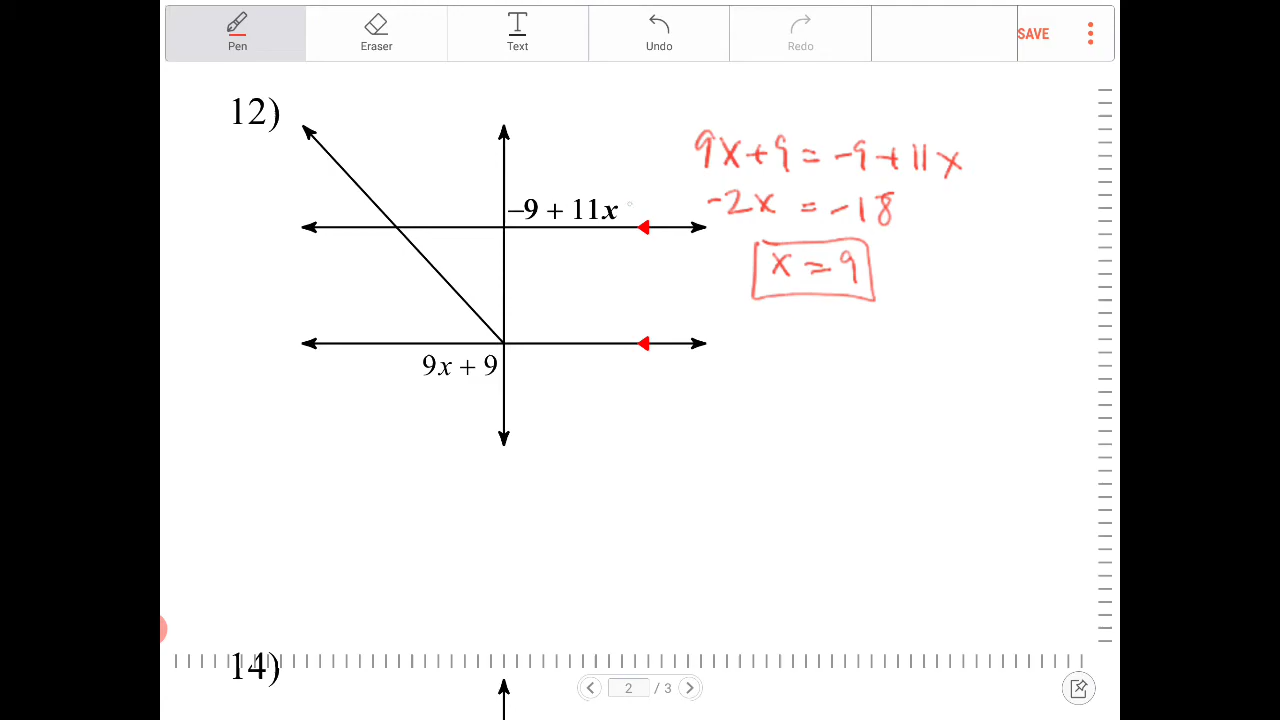 Pen Eraser Text Undo Redo SAVE
12)
−9 + 11x
9x + 9
9x+9 = -9+11x
-2x = -18
x = 9
14)
2 / 3